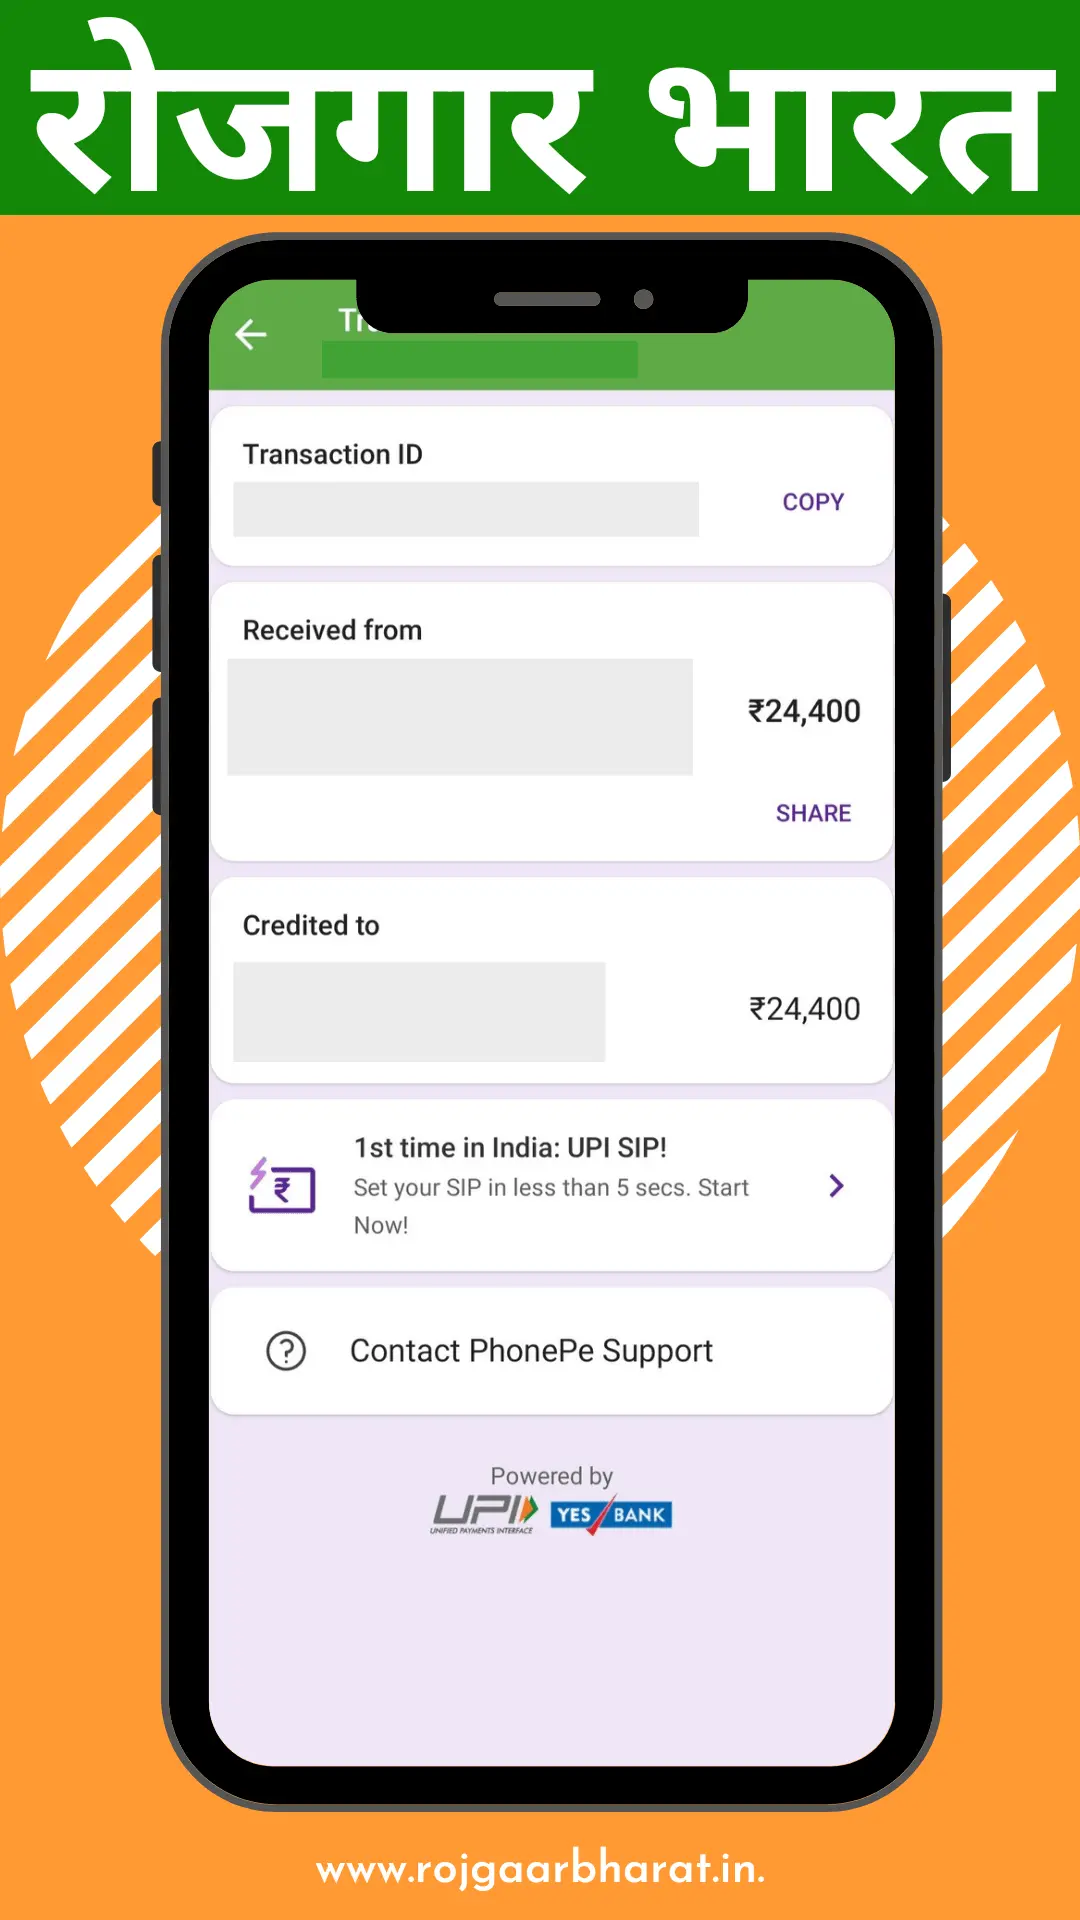 रोजगार भारत
Transaction ID
COPY
Received from
₹24,400
SHARE
Credited to
₹24,400
1st time in India: UPI SIP!
Set your SIP in less than 5 secs. Start
Now!
Contact PhonePe Support
Powered by
UPI
UNIFIED PAYMENTS INTERFACE
YES BANK
www.rojgaarbharat.in.